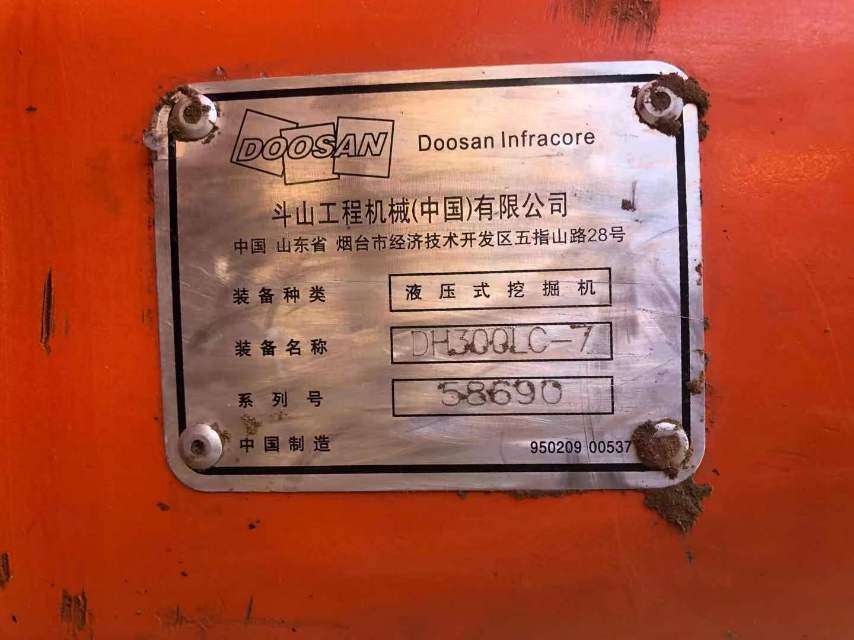 DOOSAN Doosan Infracore
斗山工程机械(中国)有限公司
中国 山东省 烟台市经济技术开发区五指山路28号
装备种类 液压式挖掘机
装备名称 DH300LC-7
系列号 58690
中国制造 950209 00537